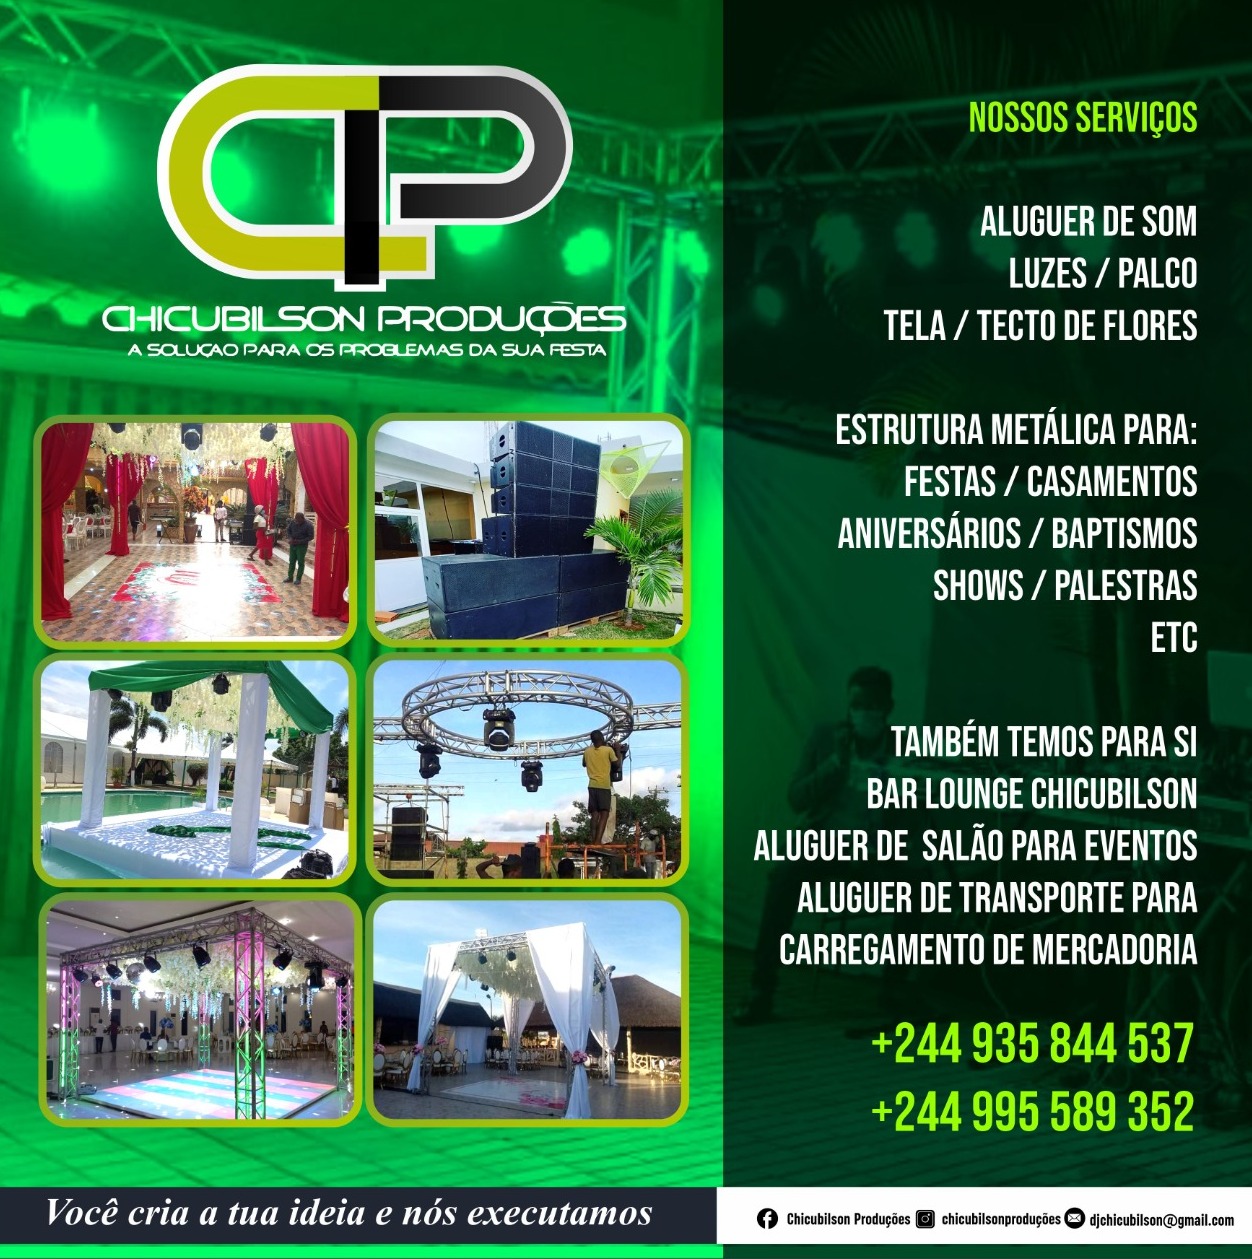 CHICUBILSON PRODUÇÕES
A SOLUÇAO PARA OS PROBLEMAS DA SUA FESTA
NOSSOS SERVIÇOS
ALUGUER DE SOM
LUZES / PALCO
TELA / TECTO DE FLORES
ESTRUTURA METÁLICA PARA:
FESTAS / CASAMENTOS
ANIVERSÁRIOS / BAPTISMOS
SHOWS / PALESTRAS
ETC
TAMBÉM TEMOS PARA SI
BAR LOUNGE CHICUBILSON
ALUGUER DE SALÃO PARA EVENTOS
ALUGUER DE TRANSPORTE PARA
CARREGAMENTO DE MERCADORIA
+244 935 844 537
+244 995 589 352
Você cria a tua ideia e nós executamos
Chicubilson Produções chicubilsonproduções djchicubilson@gmail.com